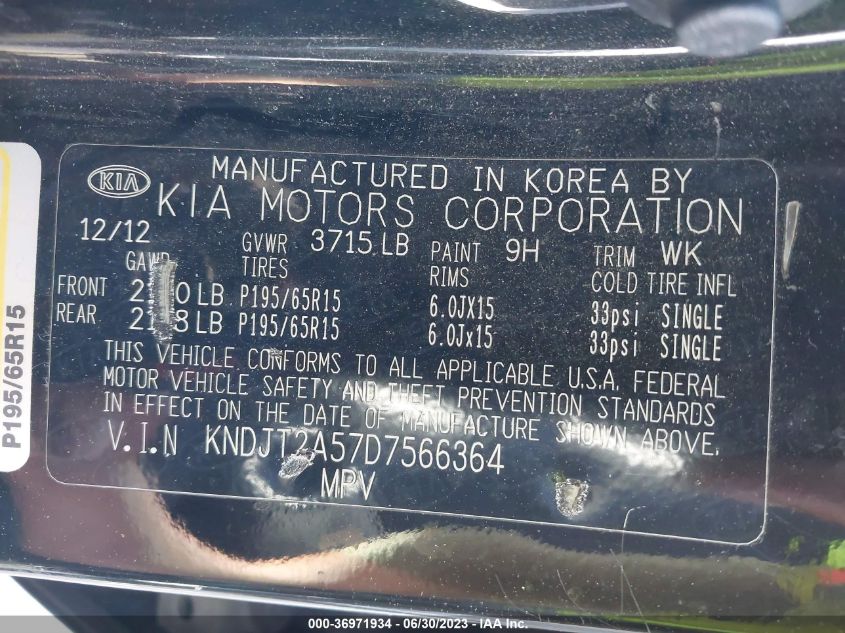 KIA
MANUFACTURED IN KOREA BY
KIA MOTORS CORPORATION
12/12 GVWR 3715 LB PAINT 9H TRIM WK
TIRES RIMS COLD TIRE INFL
FRONT LB P195/65R15 6.0JX15 33psi SINGLE
REAR LB P195/65R15 6.0Jx15 33psi SINGLE
THIS VEHICLE CONFORMS TO ALL APPLICABLE U.S.A. FEDERAL
MOTOR VEHICLE SAFETY AND THEFT PREVENTION STANDARDS
IN EFFECT ON THE DATE OF MANUFACTURE SHOWN ABOVE.
V.I.N KNDJT2A57D7566364
MPV
P195/65R15
000-36971934 - 06/30/2023 - IAA Inc.